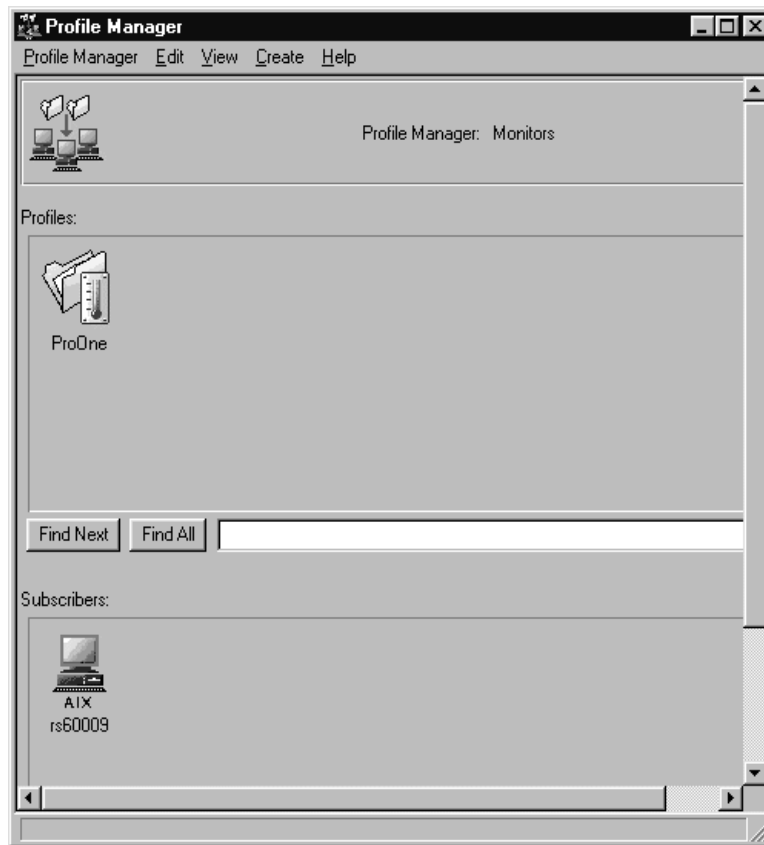 Profile Manager
Profile Manager Edit View Create Help
Profile Manager: Monitors
Profiles:
ProOne
Find Next Find All
Subscribers:
AIX
rs60009